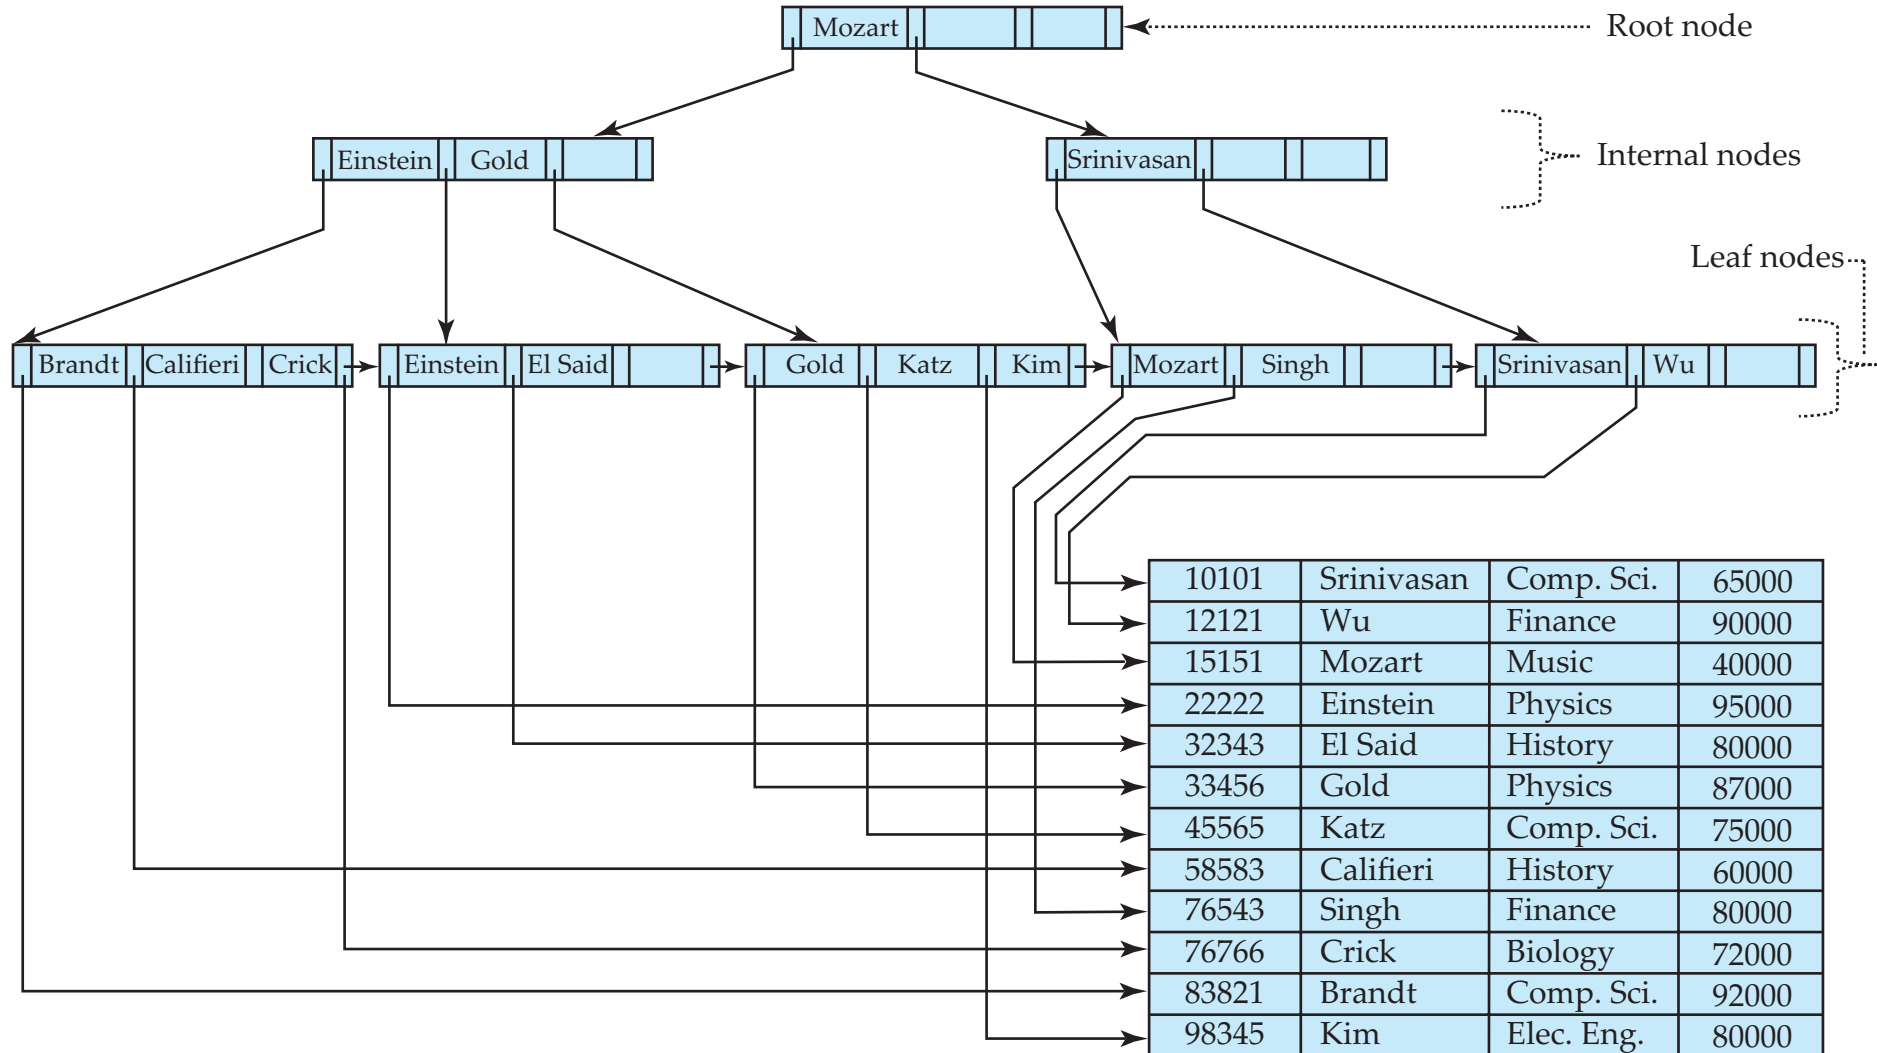 Mozart
Root node
Einstein Gold
Srinivasan
Internal nodes
Leaf nodes
Brandt Califieri Crick Einstein El Said Gold Katz Kim Mozart Singh Srinivasan Wu
10101 Srinivasan Comp. Sci. 65000
12121 Wu Finance 90000
15151 Mozart Music 40000
22222 Einstein Physics 95000
32343 El Said History 80000
33456 Gold Physics 87000
45565 Katz Comp. Sci. 75000
58583 Califieri History 60000
76543 Singh Finance 80000
76766 Crick Biology 72000
83821 Brandt Comp. Sci. 92000
98345 Kim Elec. Eng. 80000